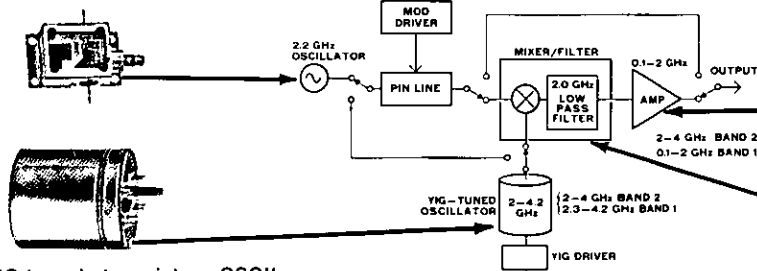 MOD
DRIVER
2.2 GHz
OSCILLATOR
PIN LINE
MIXER/FILTER
2.0 GHz
LOW
PASS
FILTER
0.1-2 GHz
AMP
OUTPUT
2-4 GHz BAND 2
0.1-2 GHz BAND 1
YIG-TUNED
OSCILLATOR
2-4.2
GHz
2-4 GHz BAND 2
2.3-4.2 GHz BAND 1
YIG DRIVER